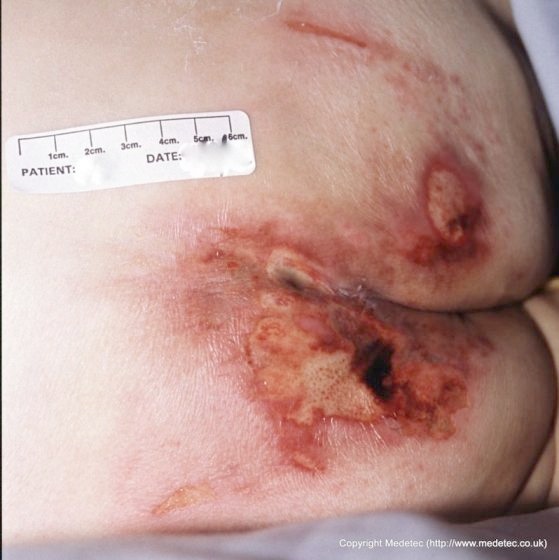 1cm. 2cm. 3cm. 4cm. 5cm. 6cm.
PATIENT: DATE:
Copyright Medetec (http://www.medetec.co.uk)